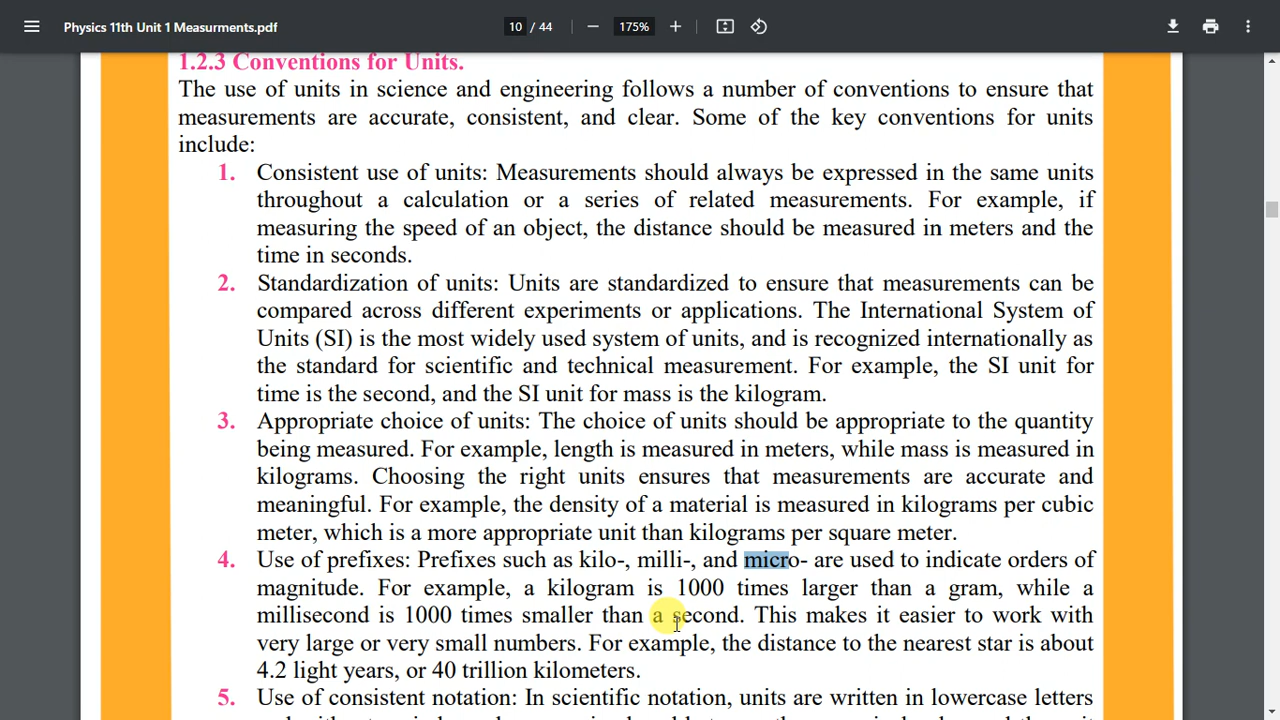 Physics 11th Unit 1 Measurments.pdf
10 / 44
175%
1.2.3 Conventions for Units.
The use of units in science and engineering follows a number of conventions to ensure that
measurements are accurate, consistent, and clear. Some of the key conventions for units
include:
1. Consistent use of units: Measurements should always be expressed in the same units
throughout a calculation or a series of related measurements. For example, if
measuring the speed of an object, the distance should be measured in meters and the
time in seconds.
2. Standardization of units: Units are standardized to ensure that measurements can be
compared across different experiments or applications. The International System of
Units (SI) is the most widely used system of units, and is recognized internationally as
the standard for scientific and technical measurement. For example, the SI unit for
time is the second, and the SI unit for mass is the kilogram.
3. Appropriate choice of units: The choice of units should be appropriate to the quantity
being measured. For example, length is measured in meters, while mass is measured in
kilograms. Choosing the right units ensures that measurements are accurate and
meaningful. For example, the density of a material is measured in kilograms per cubic
meter, which is a more appropriate unit than kilograms per square meter.
4. Use of prefixes: Prefixes such as kilo-, milli-, and micro- are used to indicate orders of
magnitude. For example, a kilogram is 1000 times larger than a gram, while a
millisecond is 1000 times smaller than a second. This makes it easier to work with
very large or very small numbers. For example, the distance to the nearest star is about
4.2 light years, or 40 trillion kilometers.
5. Use of consistent notation: In scientific notation, units are written in lowercase letters